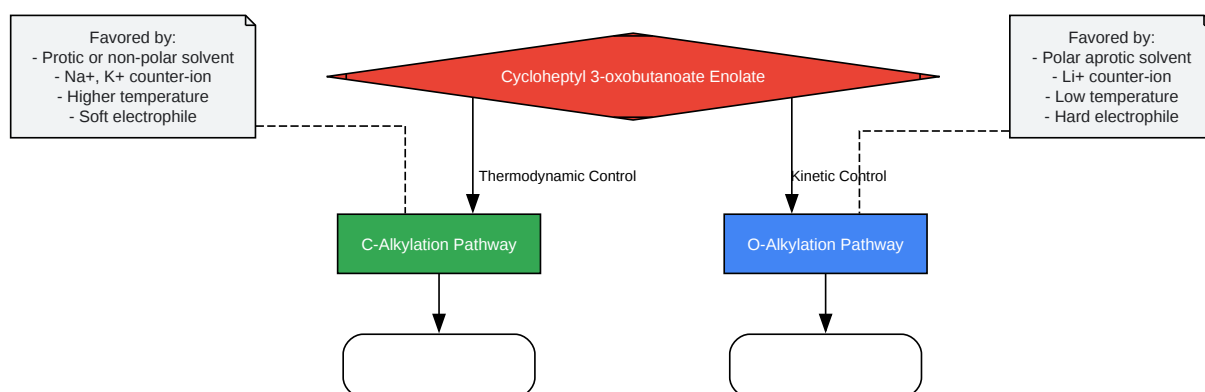 Favored by:
- Protic or non-polar solvent
- Na+, K+ counter-ion
- Higher temperature
- Soft electrophile
Cycloheptyl 3-oxobutanoate Enolate
Favored by:
- Polar aprotic solvent
- Li+ counter-ion
- Low temperature
- Hard electrophile
Thermodynamic Control
Kinetic Control
C-Alkylation Pathway
O-Alkylation Pathway